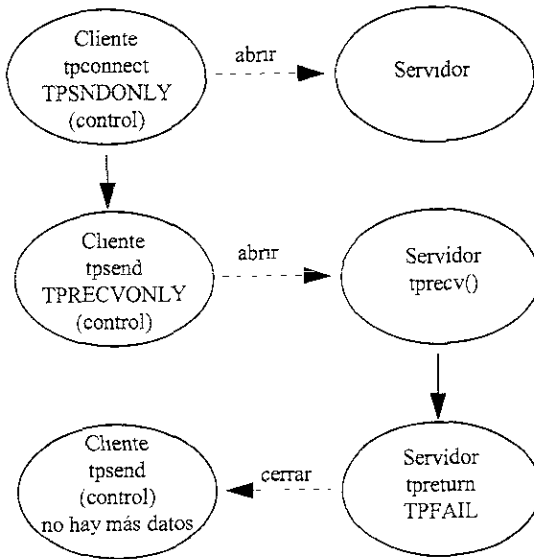 Cliente
tpconnect
TPSNDONLY
(control)
abrir
Servidor
Cliente
tpsend
TPRECVONLY
(control)
abrir
Servidor
tprecv()
Cliente
tpsend
(control)
no hay más datos
cerrar
Servidor
tpreturn
TPFAIL